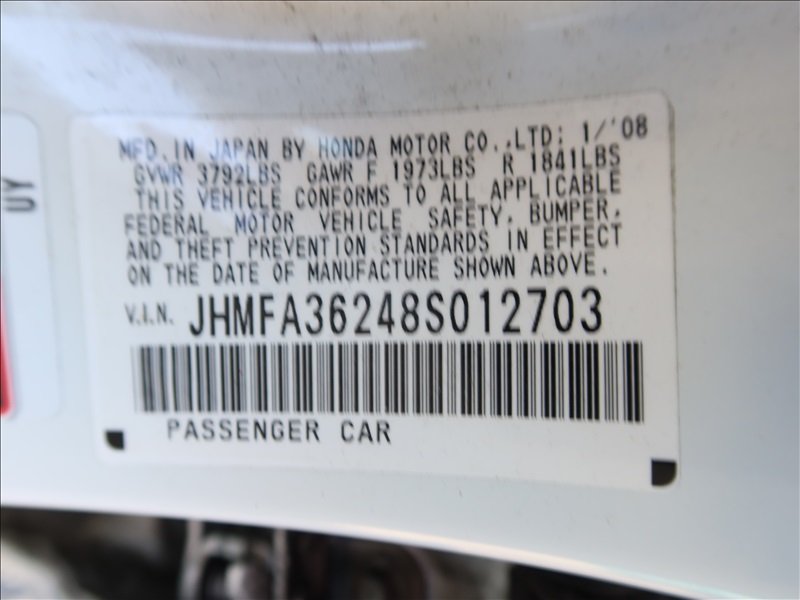 MFD. IN JAPAN BY HONDA MOTOR CO.,LTD: 1/'08
GVWR 3792LBS GAWR F 1973LBS R 1841LBS
THIS VEHICLE CONFORMS TO ALL APPLICABLE
FEDERAL MOTOR VEHICLE SAFETY, BUMPER,
AND THEFT PREVENTION STANDARDS IN EFFECT
ON THE DATE OF MANUFACTURE SHOWN ABOVE.
V.I.N. JHMFA36248S012703
PASSENGER CAR
UY